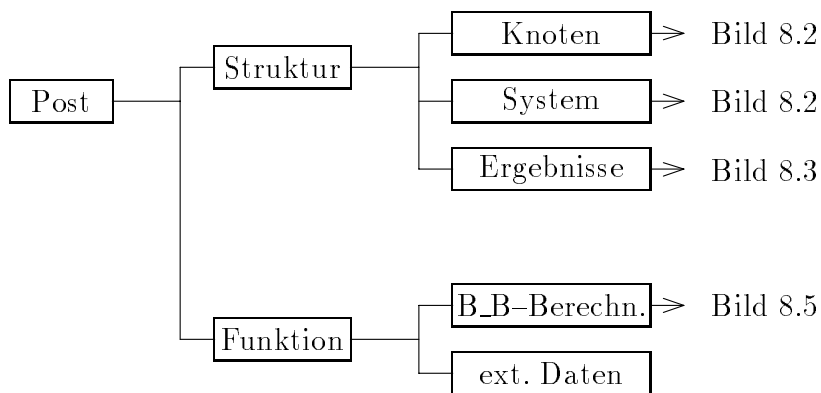 Knoten Bild 8.2
Struktur
Post System Bild 8.2
Ergebnisse Bild 8.3
B_B–Berechn. Bild 8.5
Funktion
ext. Daten